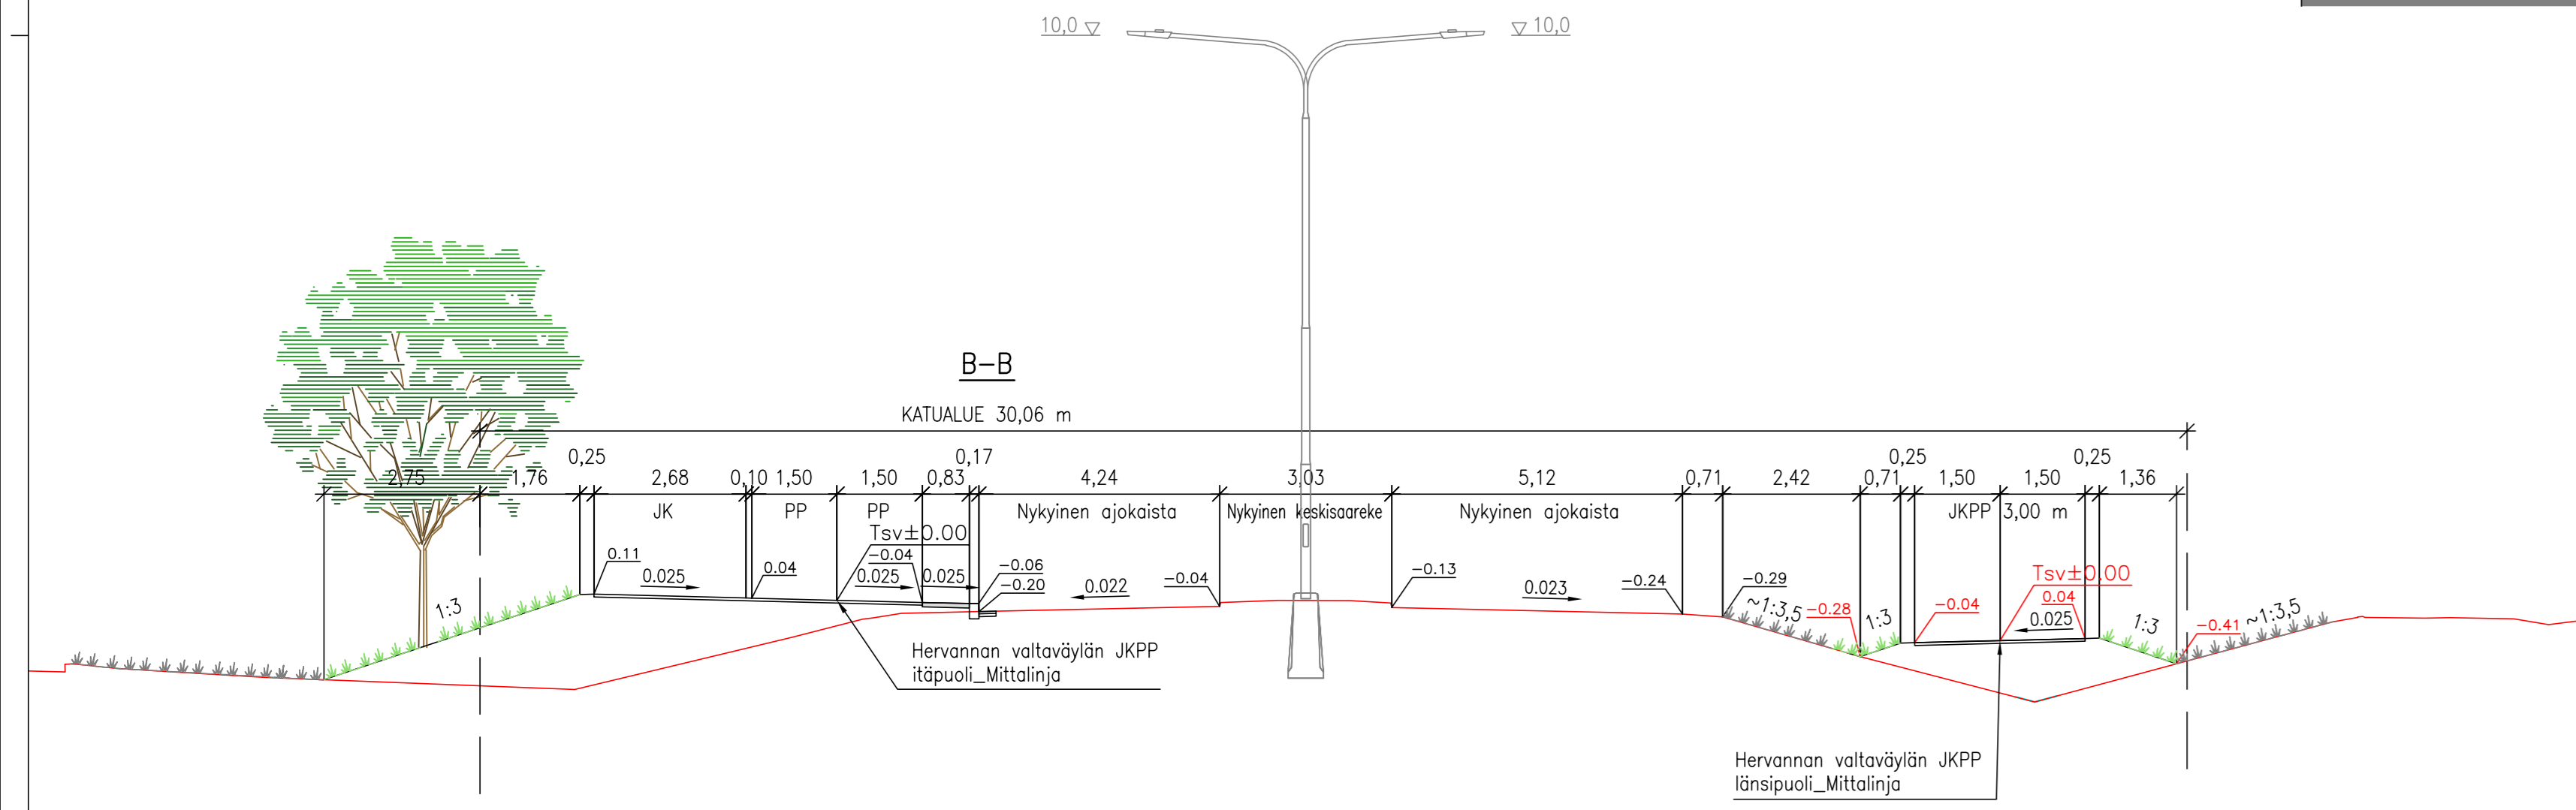 10,0 10,0
B–B
KATUALUE 30,06 m
0,25 0,17 0,25 0,25
2,75 1,76 2,68 0,10 1,50 1,50 0,83 4,24 3,03 5,12 0,71 2,42 0,71 1,50 1,50 1,36
JK PP PP Nykyinen ajokaista Nykyinen keskisaareke Nykyinen ajokaista JKPP 3,00 m
Tsv±0.00
0.11 0.04 -0.04 -0.06 -0.13 Tsv±0.00
0.025 0.025 0.025 -0.20 0.022 -0.04 0.023 -0.24 -0.29 0.04
1:3 ~1:3,5 -0.28 1:3 -0.04 0.025 1:3 -0.41 ~1:3,5
Hervannan valtaväylän JKPP
itäpuoli_Mittalinja
Hervannan valtaväylän JKPP
länsipuoli_Mittalinja